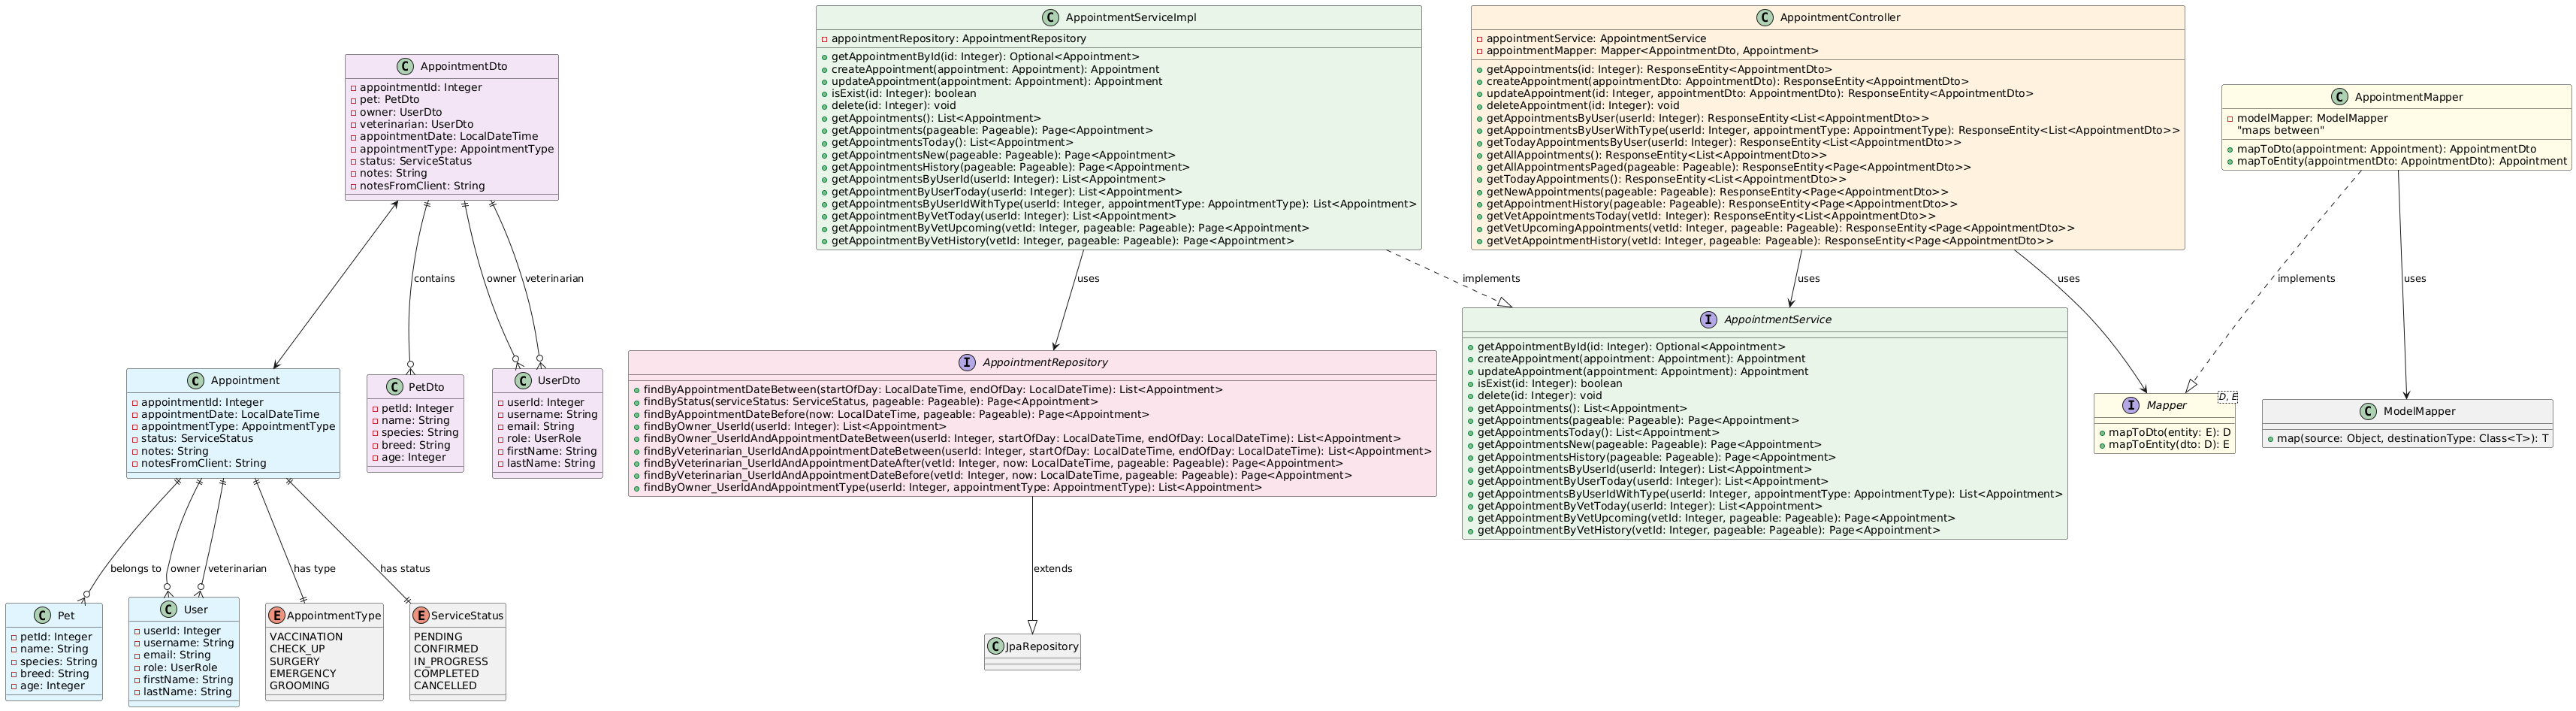 AppointmentServiceImpl
appointmentRepository: AppointmentRepository
getAppointmentById(id: Integer): Optional<Appointment>
createAppointment(appointment: Appointment): Appointment
updateAppointment(appointment: Appointment): Appointment
isExist(id: Integer): boolean
delete(id: Integer): void
getAppointments(): List<Appointment>
getAppointments(pageable: Pageable): Page<Appointment>
getAppointmentsToday(): List<Appointment>
getAppointmentsNew(pageable: Pageable): Page<Appointment>
getAppointmentsHistory(pageable: Pageable): Page<Appointment>
getAppointmentsByUserId(userId: Integer): List<Appointment>
getAppointmentByUserToday(userId: Integer): List<Appointment>
getAppointmentsByUserIdWithType(userId: Integer, appointmentType: AppointmentType): List<Appointment>
getAppointmentByVetToday(userId: Integer): List<Appointment>
getAppointmentByVetUpcoming(vetId: Integer, pageable: Pageable): Page<Appointment>
getAppointmentByVetHistory(vetId: Integer, pageable: Pageable): Page<Appointment>
AppointmentController
appointmentService: AppointmentService
appointmentMapper: Mapper<AppointmentDto, Appointment>
getAppointments(id: Integer): ResponseEntity<AppointmentDto>
createAppointment(appointmentDto: AppointmentDto): ResponseEntity<AppointmentDto>
updateAppointment(id: Integer, appointmentDto: AppointmentDto): ResponseEntity<AppointmentDto>
deleteAppointment(id: Integer): void
getAppointmentsByUser(userId: Integer): ResponseEntity<List<AppointmentDto>>
getAppointmentsByUserWithType(userId: Integer, appointmentType: AppointmentType): ResponseEntity<List<AppointmentDto>>
getTodayAppointmentsByUser(userId: Integer): ResponseEntity<List<AppointmentDto>>
getAllAppointments(): ResponseEntity<List<AppointmentDto>>
getAllAppointmentsPaged(pageable: Pageable): ResponseEntity<Page<AppointmentDto>>
getTodayAppointments(): ResponseEntity<List<AppointmentDto>>
getNewAppointments(pageable: Pageable): ResponseEntity<Page<AppointmentDto>>
getAppointmentHistory(pageable: Pageable): ResponseEntity<Page<AppointmentDto>>
getVetAppointmentsToday(vetId: Integer): ResponseEntity<List<AppointmentDto>>
getVetUpcomingAppointments(vetId: Integer, pageable: Pageable): ResponseEntity<Page<AppointmentDto>>
getVetAppointmentHistory(vetId: Integer, pageable: Pageable): ResponseEntity<Page<AppointmentDto>>
AppointmentDto
appointmentId: Integer
pet: PetDto
owner: UserDto
veterinarian: UserDto
appointmentDate: LocalDateTime
appointmentType: AppointmentType
status: ServiceStatus
notes: String
notesFromClient: String
AppointmentMapper
modelMapper: ModelMapper
"maps between"
mapToDto(appointment: Appointment): AppointmentDto
mapToEntity(appointmentDto: AppointmentDto): Appointment
contains
owner
veterinarian
uses
implements
uses
uses
implements
uses
Appointment
appointmentId: Integer
appointmentDate: LocalDateTime
appointmentType: AppointmentType
status: ServiceStatus
notes: String
notesFromClient: String
PetDto
petId: Integer
name: String
species: String
breed: String
age: Integer
UserDto
userId: Integer
username: String
email: String
role: UserRole
firstName: String
lastName: String
AppointmentRepository
findByAppointmentDateBetween(startOfDay: LocalDateTime, endOfDay: LocalDateTime): List<Appointment>
findByStatus(serviceStatus: ServiceStatus, pageable: Pageable): Page<Appointment>
findByAppointmentDateBefore(now: LocalDateTime, pageable: Pageable): Page<Appointment>
findByOwner_UserId(userId: Integer): List<Appointment>
findByOwner_UserIdAndAppointmentDateBetween(userId: Integer, startOfDay: LocalDateTime, endOfDay: LocalDateTime): List<Appointment>
findByVeterinarian_UserIdAndAppointmentDateBetween(userId: Integer, startOfDay: LocalDateTime, endOfDay: LocalDateTime): List<Appointment>
findByVeterinarian_UserIdAndAppointmentDateAfter(vetId: Integer, now: LocalDateTime, pageable: Pageable): Page<Appointment>
findByVeterinarian_UserIdAndAppointmentDateBefore(vetId: Integer, now: LocalDateTime, pageable: Pageable): Page<Appointment>
findByOwner_UserIdAndAppointmentType(userId: Integer, appointmentType: AppointmentType): List<Appointment>
AppointmentService
getAppointmentById(id: Integer): Optional<Appointment>
createAppointment(appointment: Appointment): Appointment
updateAppointment(appointment: Appointment): Appointment
isExist(id: Integer): boolean
delete(id: Integer): void
getAppointments(): List<Appointment>
getAppointments(pageable: Pageable): Page<Appointment>
getAppointmentsToday(): List<Appointment>
getAppointmentsNew(pageable: Pageable): Page<Appointment>
getAppointmentsHistory(pageable: Pageable): Page<Appointment>
getAppointmentsByUserId(userId: Integer): List<Appointment>
getAppointmentByUserToday(userId: Integer): List<Appointment>
getAppointmentsByUserIdWithType(userId: Integer, appointmentType: AppointmentType): List<Appointment>
getAppointmentByVetToday(userId: Integer): List<Appointment>
getAppointmentByVetUpcoming(vetId: Integer, pageable: Pageable): Page<Appointment>
getAppointmentByVetHistory(vetId: Integer, pageable: Pageable): Page<Appointment>
Mapper
D, E
mapToDto(entity: E): D
mapToEntity(dto: D): E
ModelMapper
map(source: Object, destinationType: Class<T>): T
belongs to
owner
veterinarian
has type
has status
extends
Pet
petId: Integer
name: String
species: String
breed: String
age: Integer
User
userId: Integer
username: String
email: String
role: UserRole
firstName: String
lastName: String
AppointmentType
VACCINATION
CHECK_UP
SURGERY
EMERGENCY
GROOMING
ServiceStatus
PENDING
CONFIRMED
IN_PROGRESS
COMPLETED
CANCELLED
JpaRepository